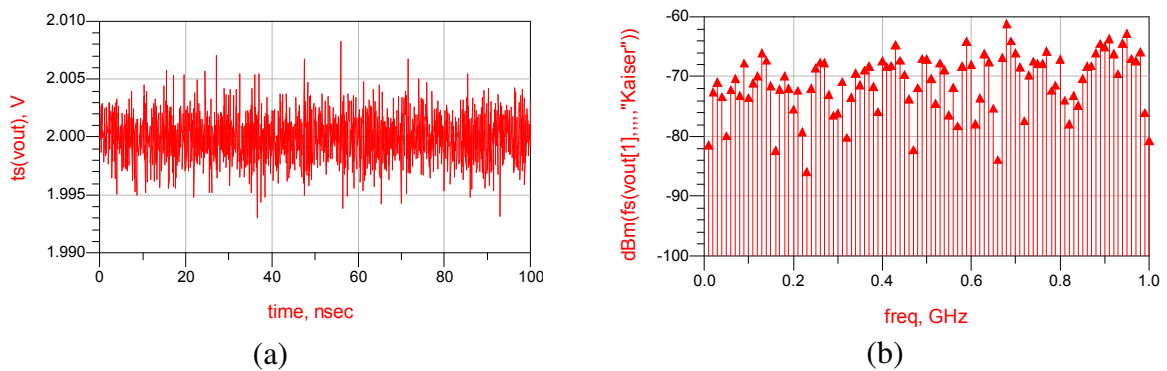 2.010
2.005
2.000
1.995
1.990
ts(vout), V
0 20 40 60 80 100
time, nsec
(a)
-60
-70
-80
-90
-100
dBm(fs(vout[1],,,,,"Kaiser"))
0.0 0.2 0.4 0.6 0.8 1.0
freq, GHz
(b)